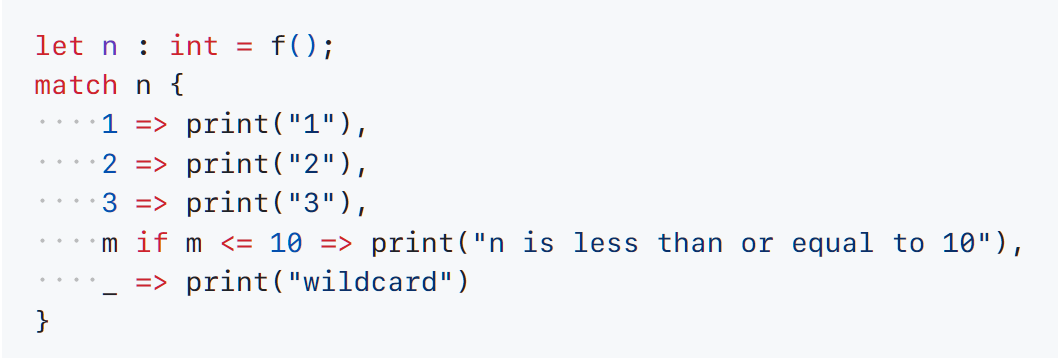 let n : int = f();
match n {
    1 => print("1"),
    2 => print("2"),
    3 => print("3"),
    m if m <= 10 => print("n is less than or equal to 10"),
    _ => print("wildcard")
}